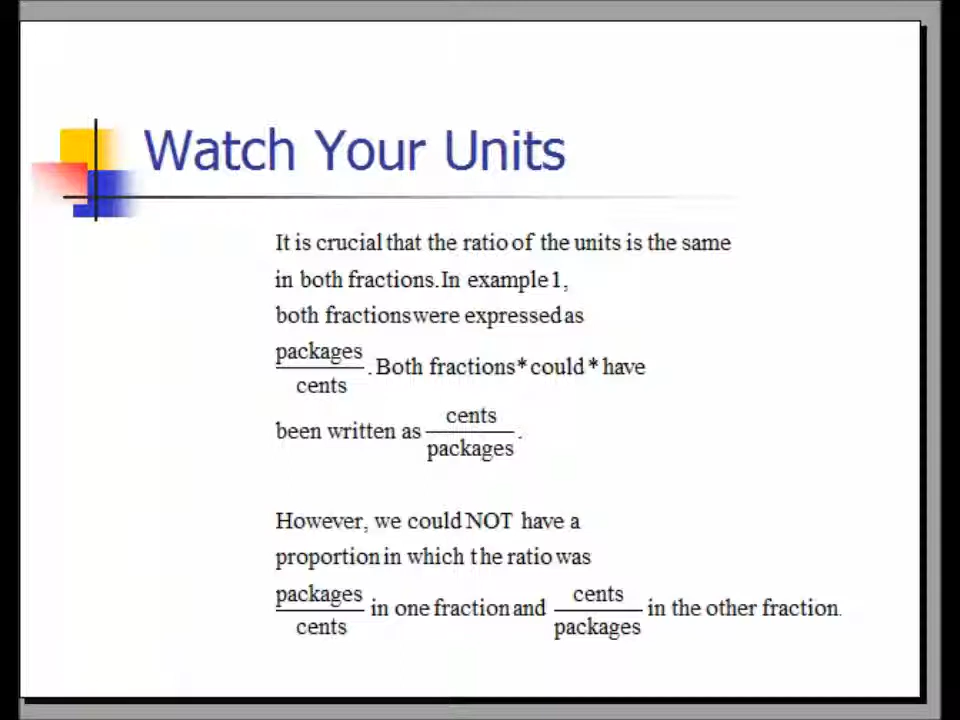 Watch Your Units
It is crucial that the ratio of the units is the same
in both fractions. In example 1,
both fractions were expressed as
packages
cents
. Both fractions *could* have
cents
been written as
packages
.
However, we could NOT have a
proportion in which the ratio was
packages
cents
in one fraction and
cents
packages
in the other fraction.